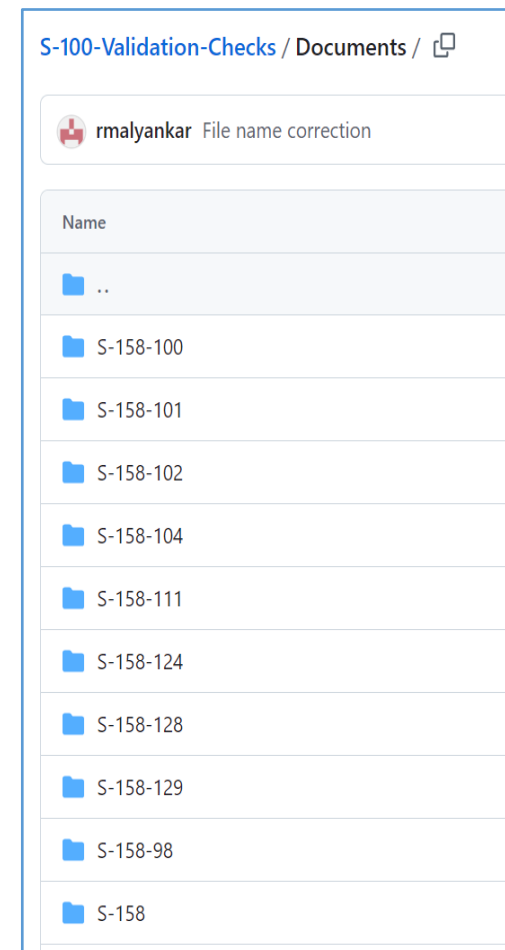 S-100-Validation-Checks / Documents /
rmalyankar File name correction
Name
..
S-158-100
S-158-101
S-158-102
S-158-104
S-158-111
S-158-124
S-158-128
S-158-129
S-158-98
S-158